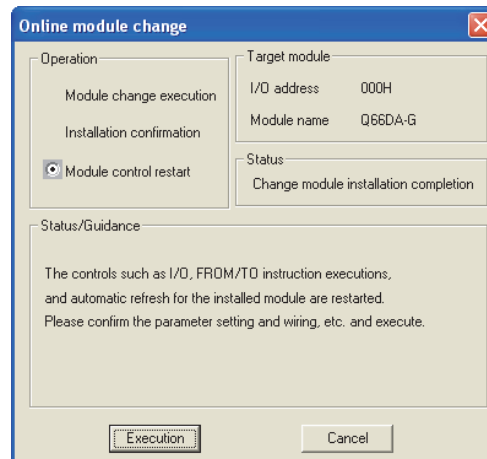 Online module change
Operation
Module change execution
Installation confirmation
Module control restart
Target module
I/O address 000H
Module name Q66DA-G
Status
Change module installation completion
Status/Guidance
The controls such as I/O, FROM/TO instruction executions,
and automatic refresh for the installed module are restarted.
Please confirm the parameter setting and wiring, etc. and execute.
Execution
Cancel